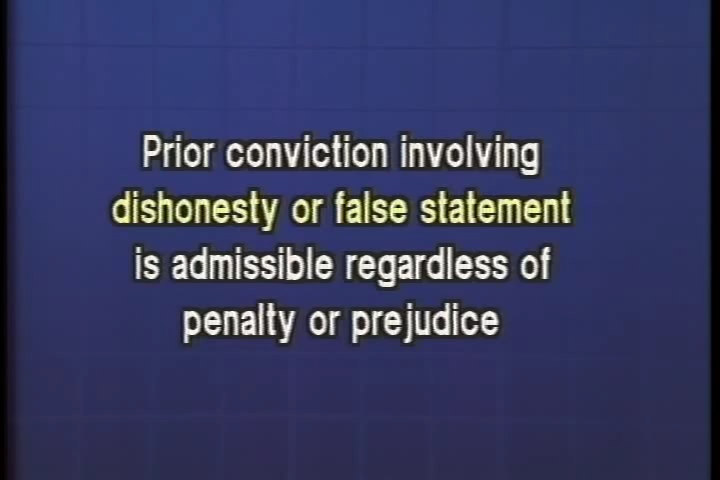 Prior conviction involving
dishonesty or false statement
is admissible regardless of
penalty or prejudice